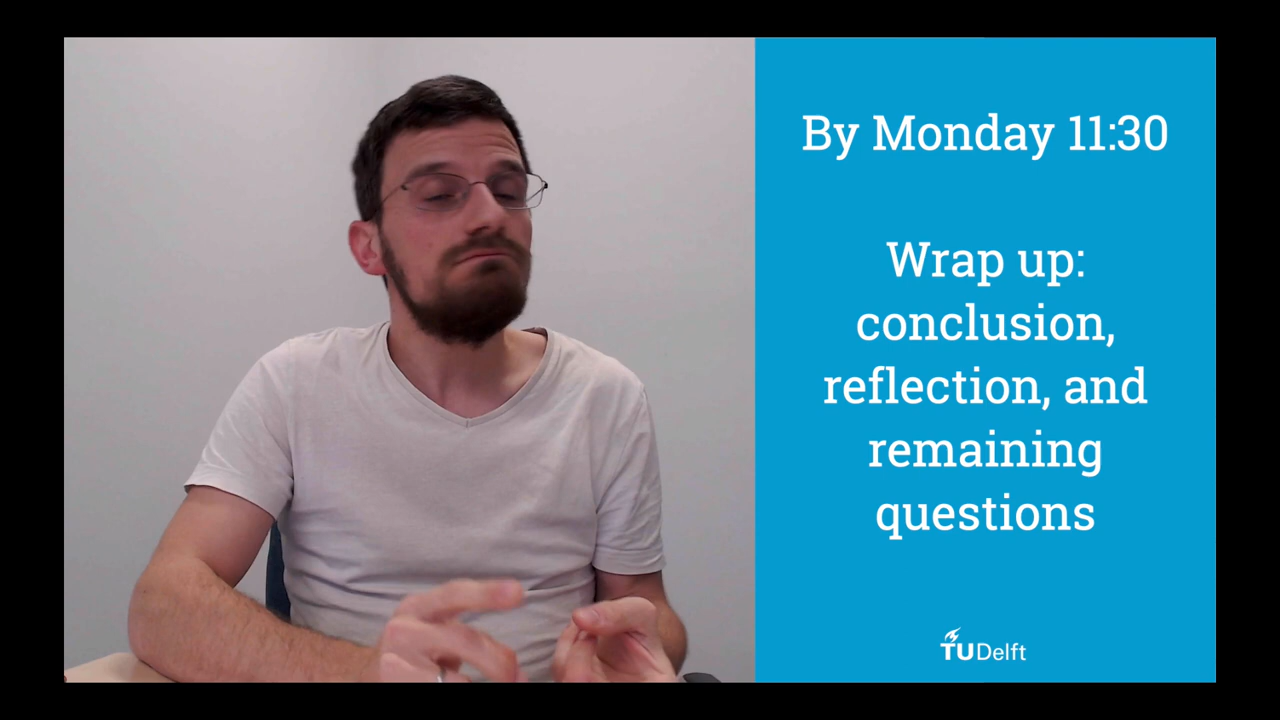 By Monday 11:30
Wrap up:
conclusion,
reflection, and
remaining
questions
TUDelft